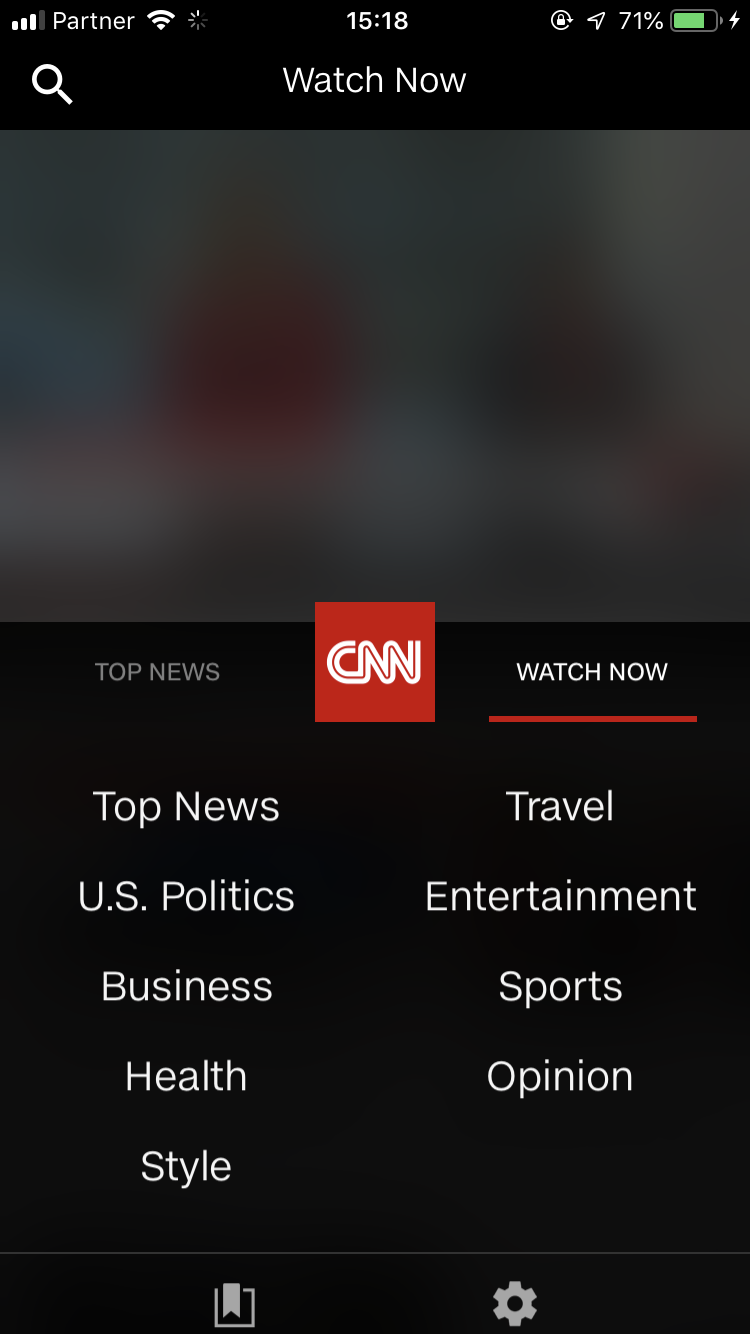 Partner 15:18 71%
Watch Now
TOP NEWS CNN WATCH NOW
Top News Travel
U.S. Politics Entertainment
Business Sports
Health Opinion
Style